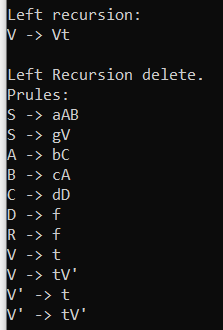 Left recursion:
V -> Vt
Left Recursion delete.
Prules:
S -> aAB
S -> gV
A -> bC
B -> cA
C -> dD
D -> f
R -> f
V -> t
V -> tV'
V' -> t
V' -> tV'